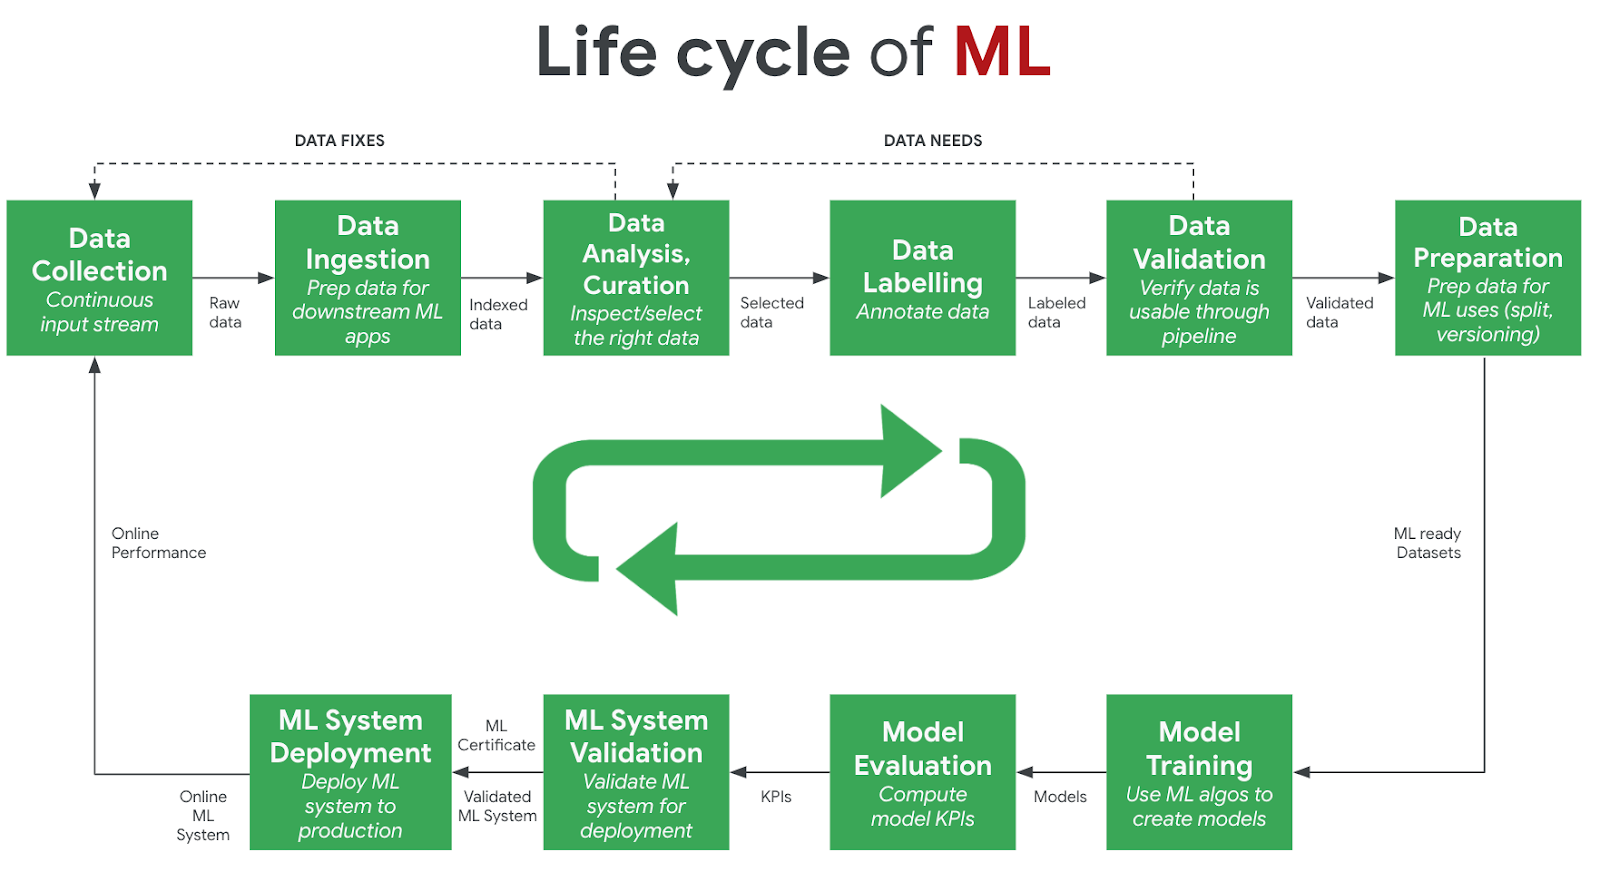 Life cycle of ML
DATA FIXES
DATA NEEDS
Data
Collection
Continuous
input stream
Raw
data
Data
Ingestion
Prep data for
downstream ML
apps
Indexed
data
Data
Analysis,
Curation
Inspect/select
the right data
Selected
data
Data
Labelling
Annotate data
Labeled
data
Data
Validation
Verify data is
usable through
pipeline
Validated
data
Data
Preparation
Prep data for
ML uses (split,
versioning)
Online
Performance
ML ready
Datasets
ML System
Deployment
Deploy ML
system to
production
Online
ML
System
ML
Certificate
Validated
ML System
ML System
Validation
Validate ML
system for
deployment
KPIs
Model
Evaluation
Compute
model KPIs
Models
Model
Training
Use ML algos to
create models